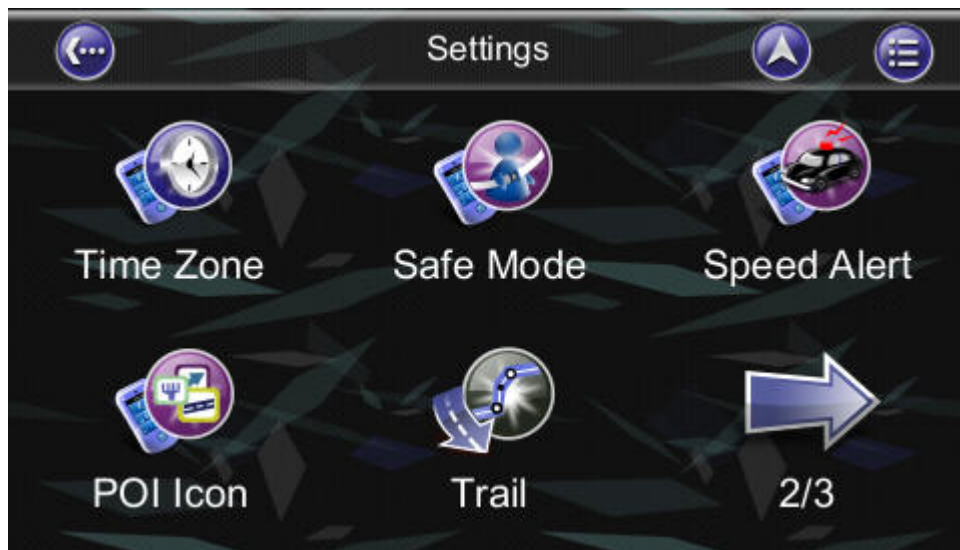 Settings
Time Zone
Safe Mode
Speed Alert
POI Icon
Trail
2/3